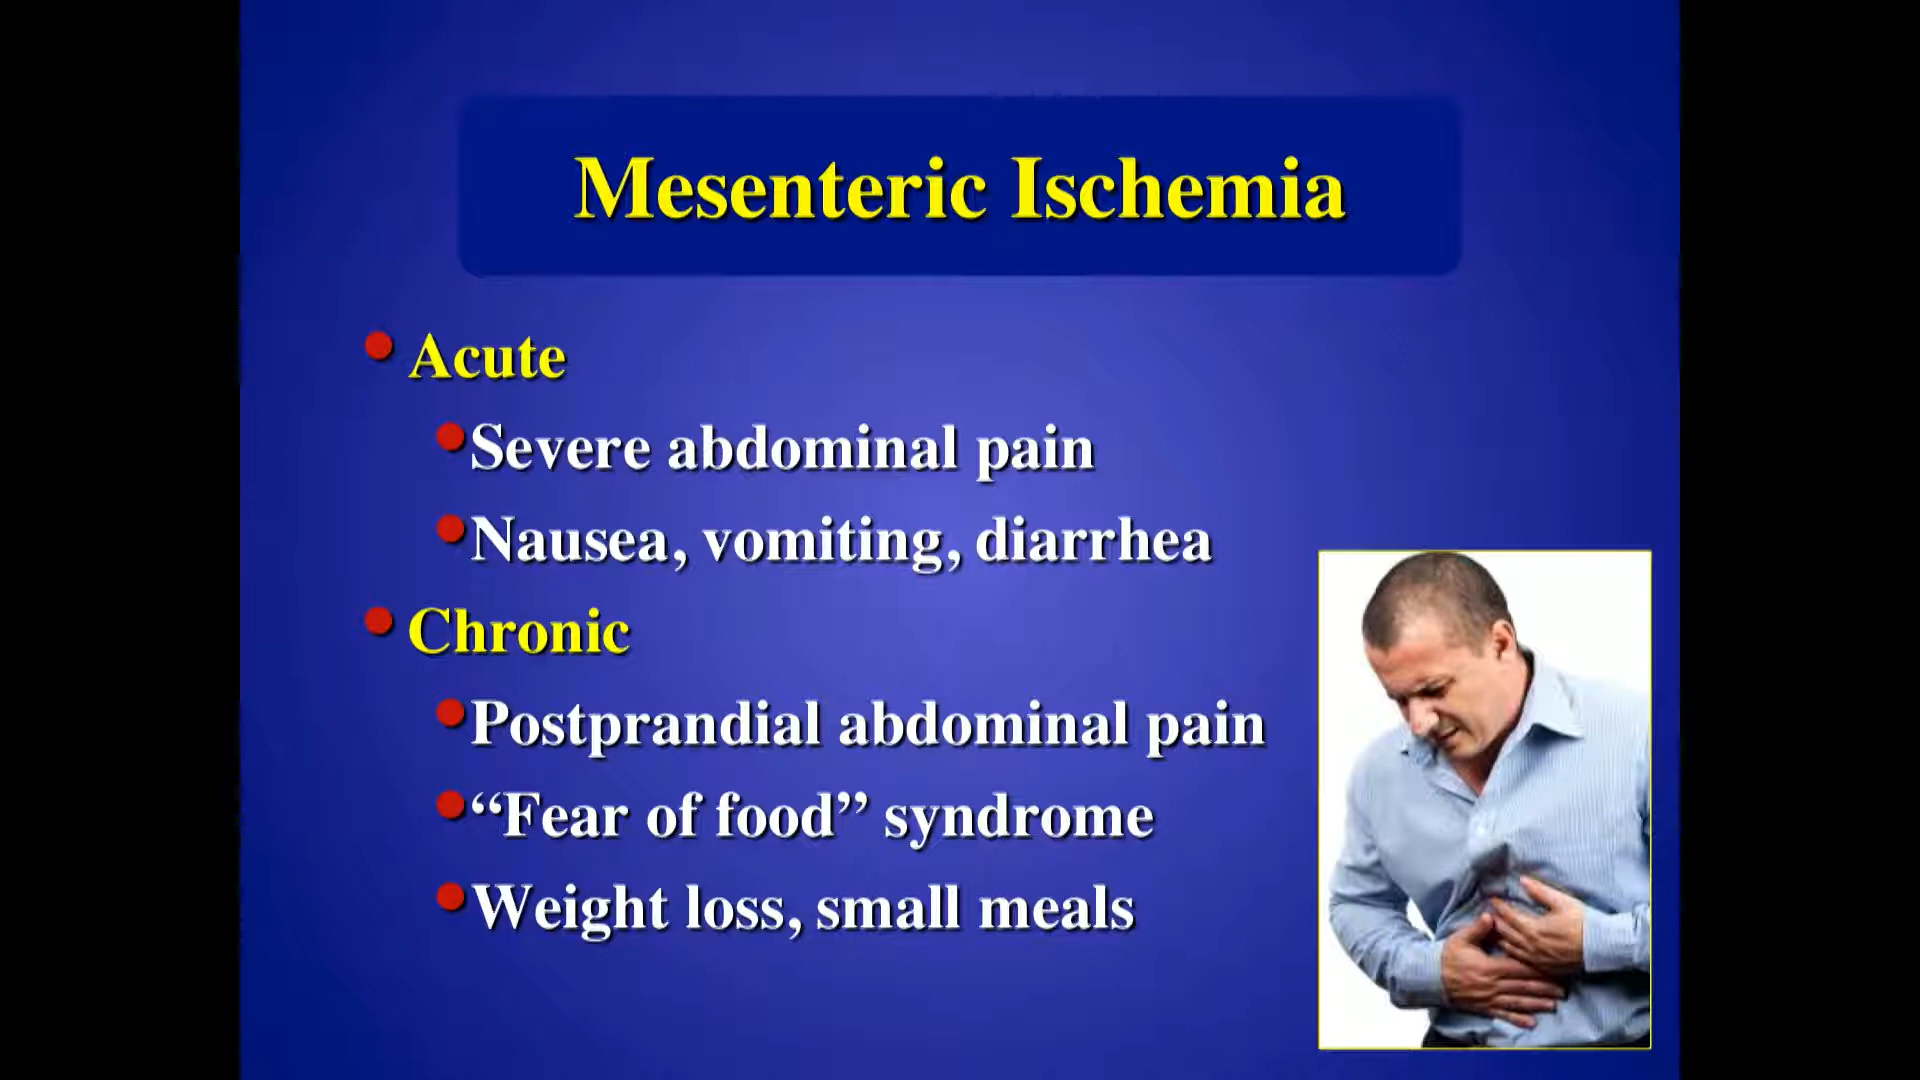 Mesenteric Ischemia
• Acute
• Severe abdominal pain
• Nausea, vomiting, diarrhea
• Chronic
• Postprandial abdominal pain
• “Fear of food” syndrome
• Weight loss, small meals